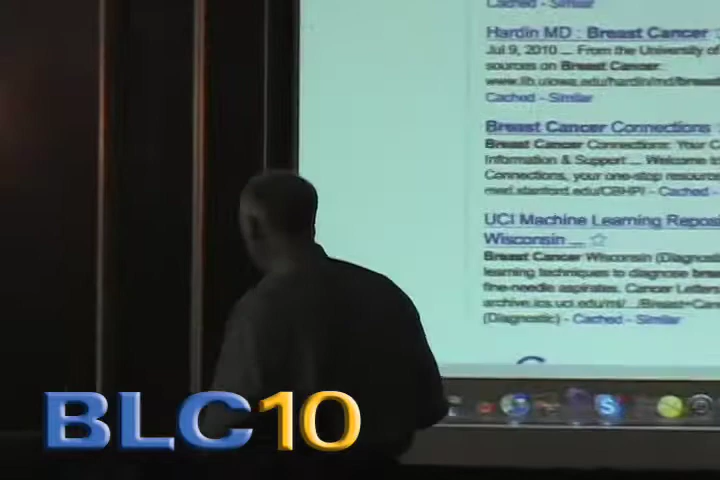 Cached - Similar
Hardin MD : Breast Cancer :
Jul 9, 2010 ... From the University of
sources on Breast Cancer.
www.lib.uiowa.edu/hardin/md/breast
Cached - Similar
Breast Cancer Connections
Breast Cancer Connections: Your C
Information & Support ... Welcome to
Connections, your one-stop resource
med.stanford.edu/CBHP/ - Cached -
UCI Machine Learning Repos
Wisconsin ...
Breast Cancer Wisconsin (Diagnostic
learning techniques to diagnose brea
fine-needle aspirates. Cancer Letters
archive.ics.uci.edu/ml/.../Breast+Can
(Diagnostic) - Cached - Similar
BLC10